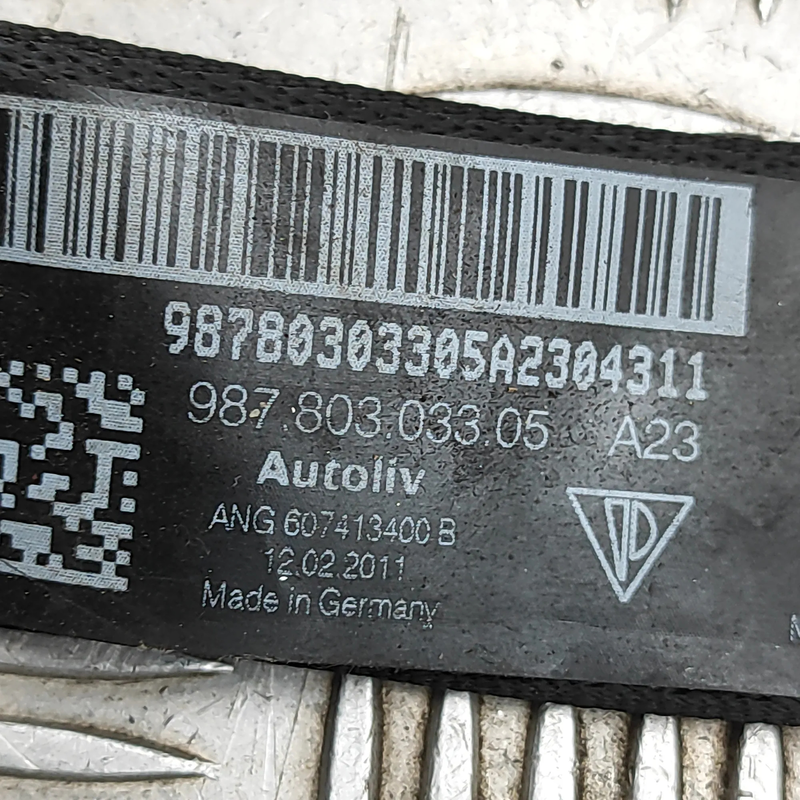 98780303305A2304311
987.803.033.05 A23
Autoliv
ANG 607413400 B
12.02.2011
Made in Germany